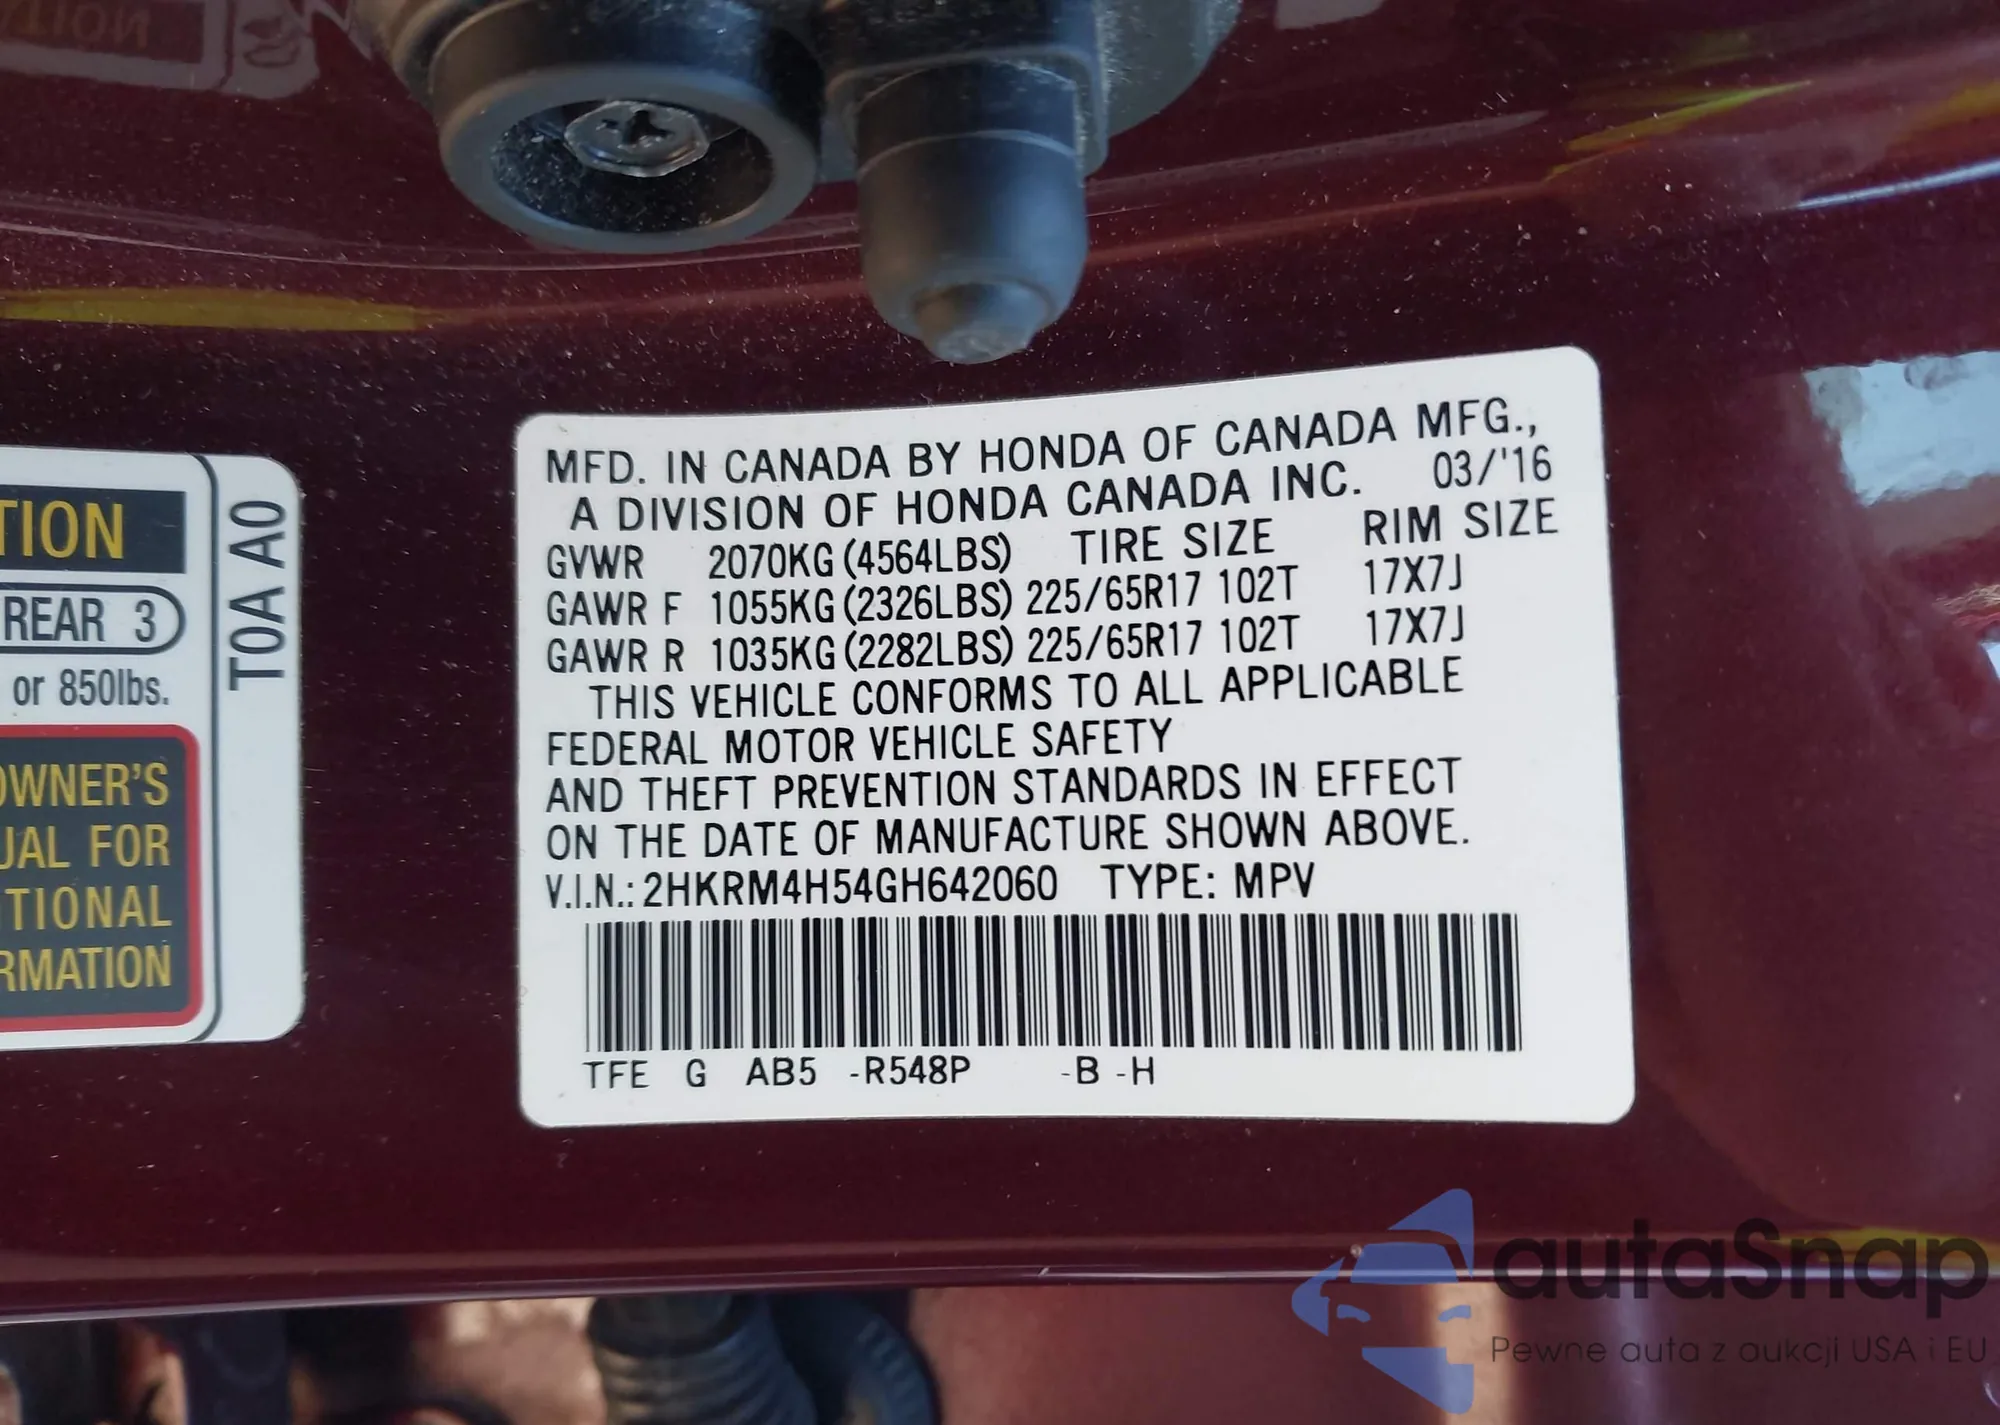 TION
REAR 3
or 850lbs.
OWNER'S
UAL FOR
TIONAL
RMATION
T0A A0
MFD. IN CANADA BY HONDA OF CANADA MFG.,
A DIVISION OF HONDA CANADA INC. 03/'16
GVWR 2070KG (4564LBS) TIRE SIZE RIM SIZE
GAWR F 1055KG (2326LBS) 225/65R17 102T 17X7J
GAWR R 1035KG (2282LBS) 225/65R17 102T 17X7J
THIS VEHICLE CONFORMS TO ALL APPLICABLE
FEDERAL MOTOR VEHICLE SAFETY
AND THEFT PREVENTION STANDARDS IN EFFECT
ON THE DATE OF MANUFACTURE SHOWN ABOVE.
V.I.N.: 2HKRM4H54GH642060 TYPE: MPV
TFE G AB5 -R548P -B -H
autaSnap
Pewne auta z aukcji USA i EU